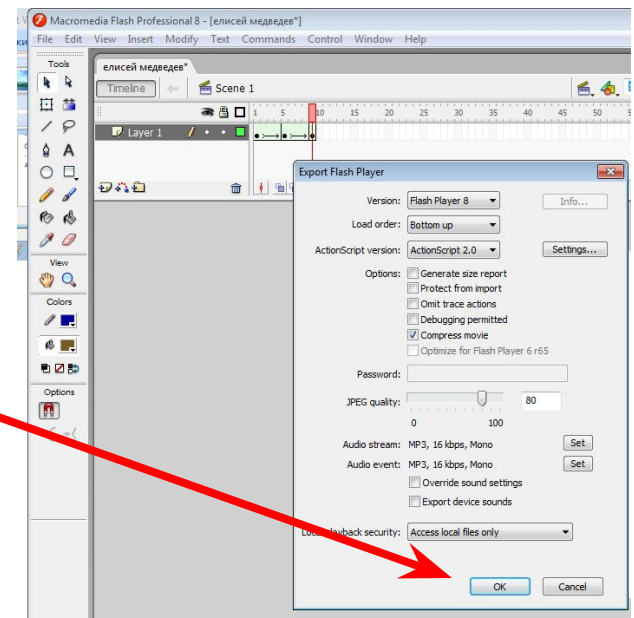 Macromedia Flash Professional 8 - [елисей медведев*]
File Edit View Insert Modify Text Commands Control Window Help
Tools
елисей медведев*
Timeline Scene 1
1 5 10 15 20 25 30 35 40 45 50
Layer 1
Export Flash Player
Version: Flash Player 8 Info...
Load order: Bottom up
ActionScript version: ActionScript 2.0 Settings...
Options: Generate size report
Protect from import
Omit trace actions
Debugging permitted
Compress movie
Optimize for Flash Player 6 r65
Password:
JPEG quality: 80
0 100
Audio stream: MP3, 16 kbps, Mono Set
Audio event: MP3, 16 kbps, Mono Set
Override sound settings
Export device sounds
Local playback security: Access local files only
OK Cancel
View
Colors
Options